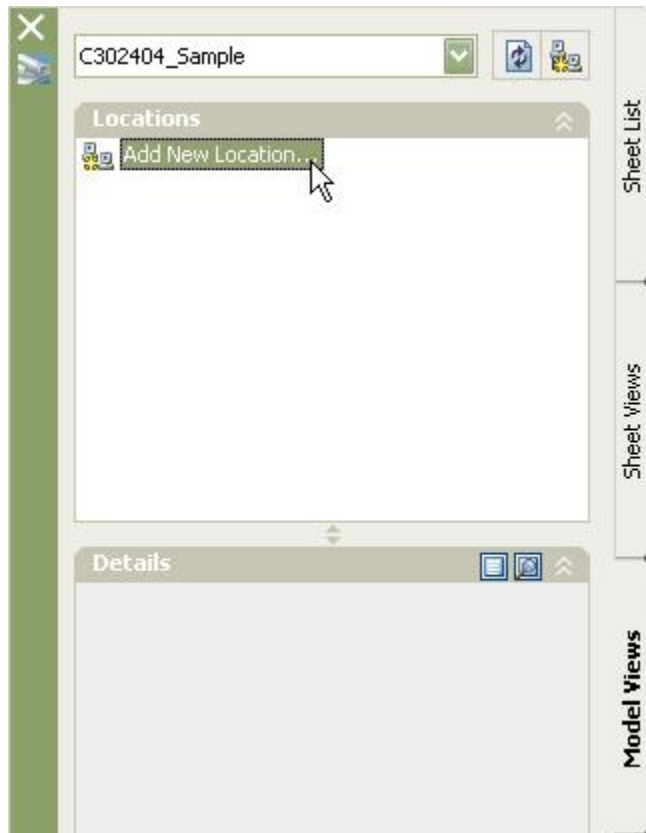 C302404_Sample
Locations
Add New Location...
Details
Sheet List
Sheet Views
Model Views